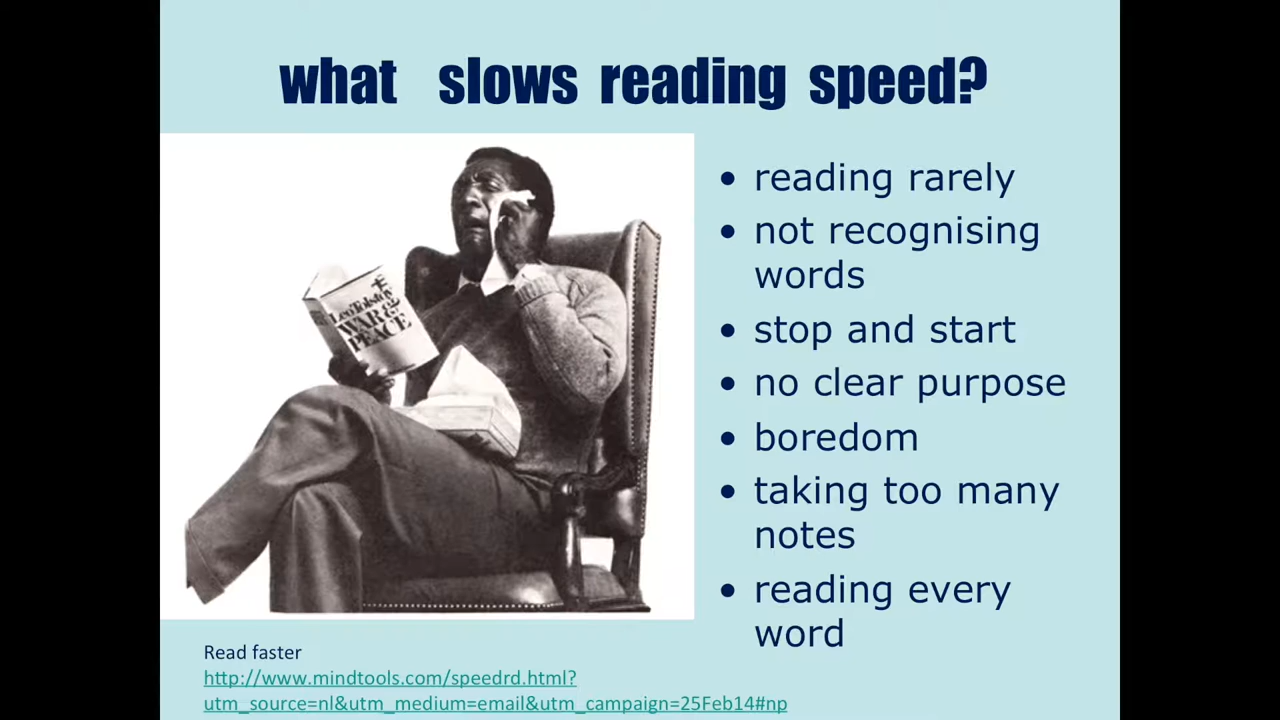 what slows reading speed?
Leo Tolstoy
WAR &
PEACE
• reading rarely
• not recognising
words
• stop and start
• no clear purpose
• boredom
• taking too many
notes
• reading every
word
Read faster
http://www.mindtools.com/speedrd.html?
utm_source=nl&utm_medium=email&utm_campaign=25Feb14#np